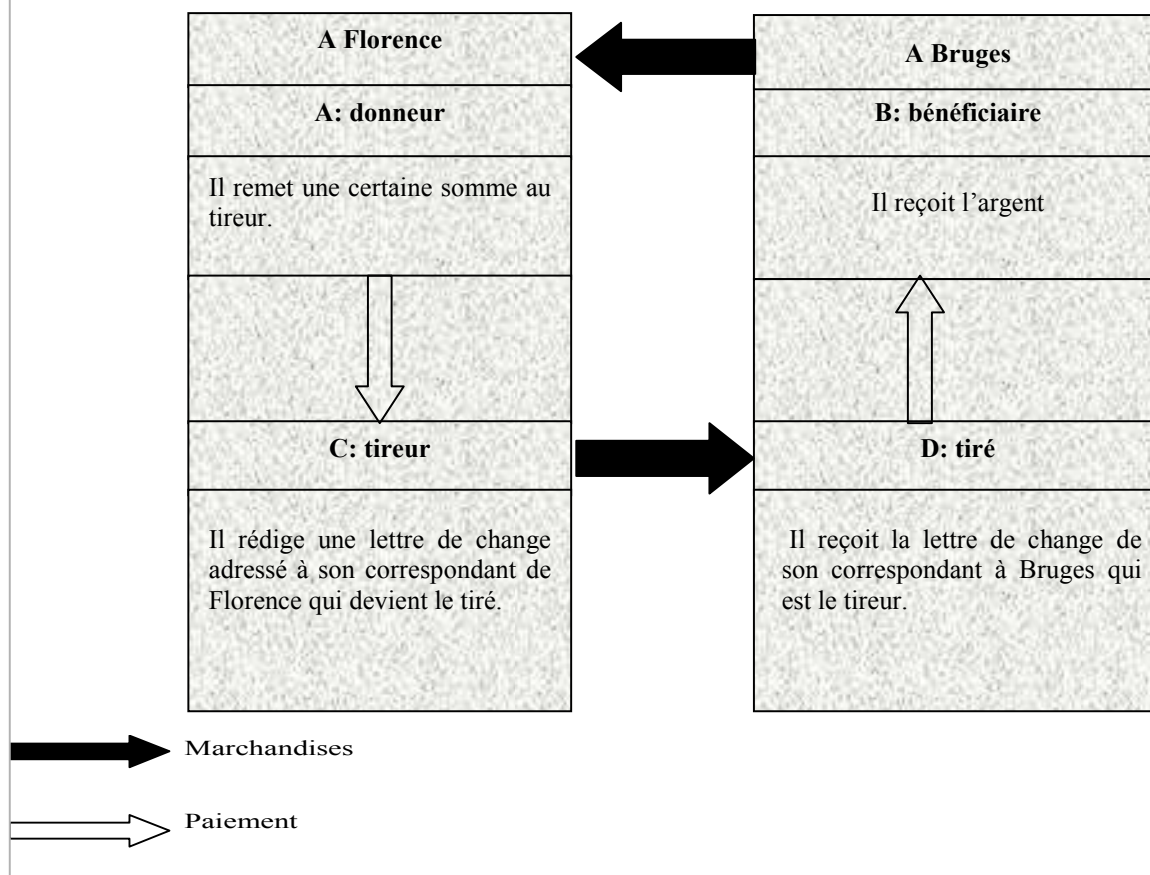 A Florence
A: donneur
Il remet une certaine somme au
tireur.
C: tireur
Il rédige une lettre de change
adressé à son correspondant de
Florence qui devient le tiré.
A Bruges
B: bénéficiaire
Il reçoit l’argent
D: tiré
Il reçoit la lettre de change de
son correspondant à Bruges qui
est le tireur.
Marchandises
Paiement